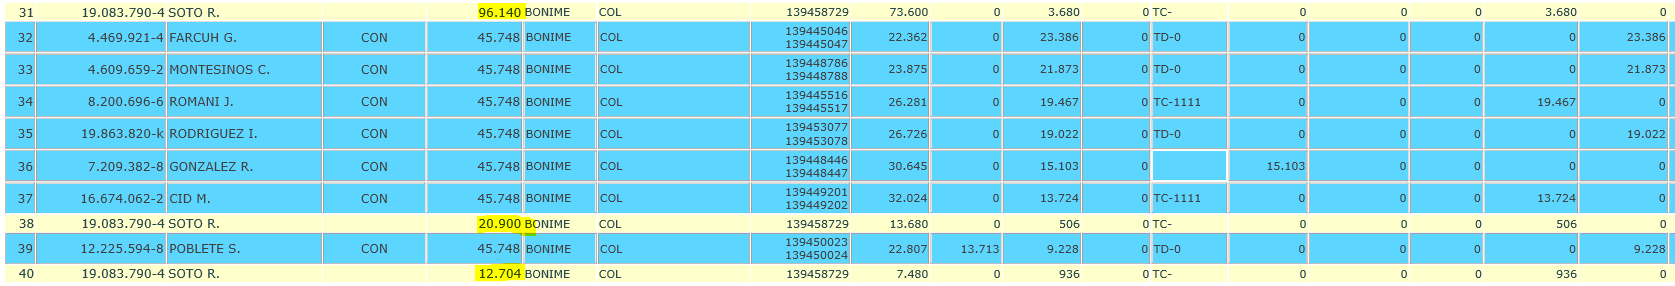 31 19.083.790-4 SOTO R. 96.140 BONIME COL 139458729 73.600 0 3.680 0 TC- 0 0 0 3.680 0
32 4.469.921-4 FARCUH G. CON 45.748 BONIME COL 139445046 139445047 22.362 0 23.386 0 TD-0 0 0 0 0 23.386
33 4.609.659-2 MONTESINOS C. CON 45.748 BONIME COL 139448786 139448788 23.875 0 21.873 0 TD-0 0 0 0 0 21.873
34 8.200.696-6 ROMANI J. CON 45.748 BONIME COL 139445516 139445517 26.281 0 19.467 0 TC-1111 0 0 0 19.467 0
35 19.863.820-k RODRIGUEZ I. CON 45.748 BONIME COL 139453077 139453078 26.726 0 19.022 0 TD-0 0 0 0 0 19.022
36 7.209.382-8 GONZALEZ R. CON 45.748 BONIME COL 139448446 139448447 30.645 0 15.103 0 15.103 0 0 0 0
37 16.674.062-2 CID M. CON 45.748 BONIME COL 139449201 139449202 32.024 0 13.724 0 TC-1111 0 0 0 13.724 0
38 19.083.790-4 SOTO R. 20.900 BONIME COL 139458729 13.680 0 506 0 TC- 0 0 0 506 0
39 12.225.594-8 POBLETE S. CON 45.748 BONIME COL 139450023 139450024 22.807 13.713 9.228 0 TD-0 0 0 0 0 9.228
40 19.083.790-4 SOTO R. 12.704 BONIME COL 139458729 7.480 0 936 0 TC- 0 0 0 936 0